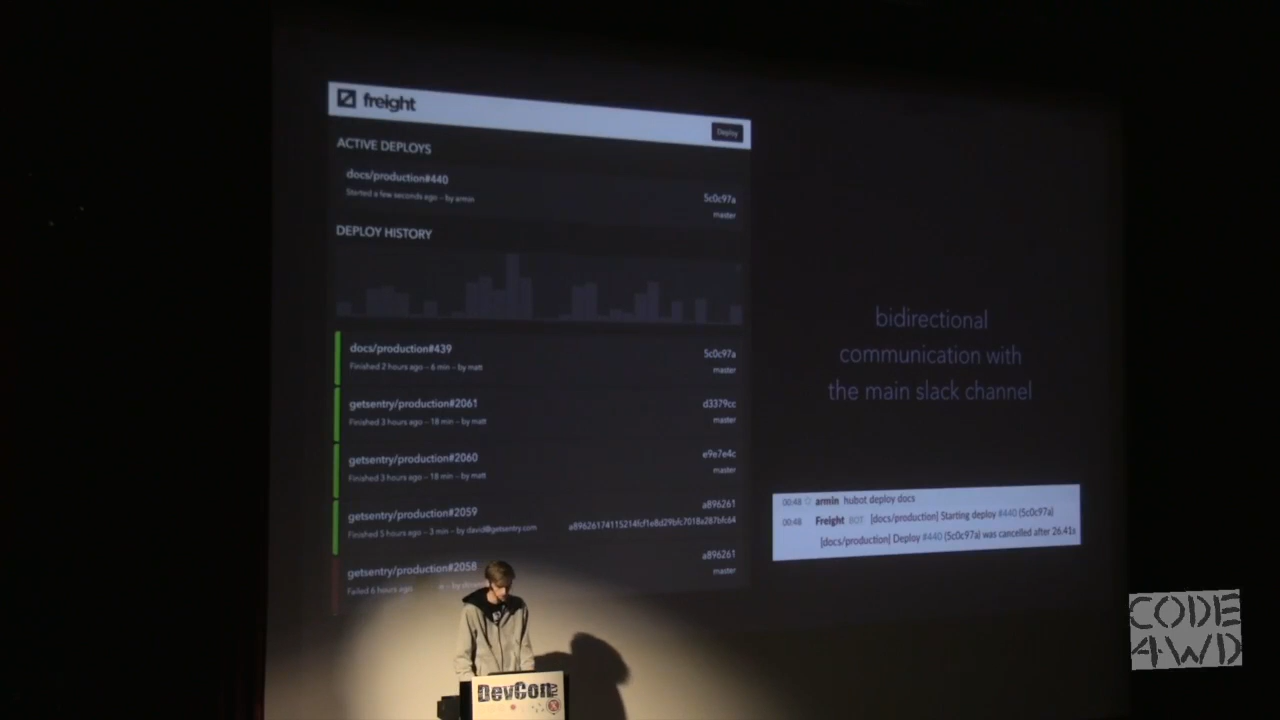 freight
Deploy
ACTIVE DEPLOYS
docs/production#440
Started a few seconds ago – by armin
5c0c97a
master
DEPLOY HISTORY
docs/production#439
Finished 2 hours ago – 6 min – by matt
5c0c97a
master
getsentry/production#2061
Finished 3 hours ago – 18 min – by matt
d3379cc
master
getsentry/production#2060
Finished 3 hours ago – 18 min – by matt
e9e7e4c
master
getsentry/production#2059
Finished 5 hours ago – 3 min – by david@getsentry.com
a896261
a89626174115214fcf1e8d29bfc7018a287bfc64
getsentry/production#2058
Failed 6 hours ago
a896261
master
bidirectional
communication with
the main slack channel
00:48 armin hubot deploy docs
00:48 Freight BOT [docs/production] Starting deploy #440 (5c0c97a)
[docs/production] Deploy #440 (5c0c97a) was cancelled after 26.41s
DevCon
CODE
4WD